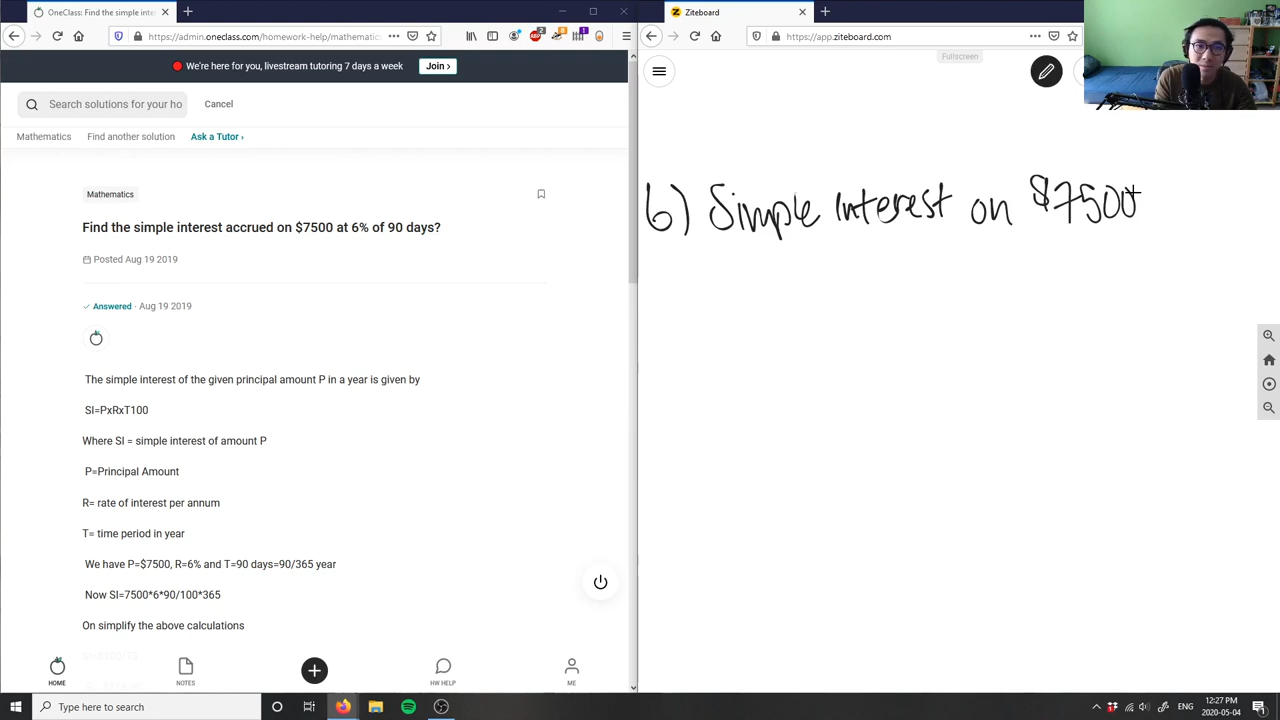 OneClass: Find the simple inte
https://admin.oneclass.com/homework-help/mathematic
We're here for you, livestream tutoring 7 days a week Join ›
Search solutions for your ho Cancel
Mathematics Find another solution Ask a Tutor ›
Mathematics
Find the simple interest accrued on $7500 at 6% of 90 days?
Posted Aug 19 2019
Answered · Aug 19 2019
The simple interest of the given principal amount P in a year is given by
SI=PxRxT100
Where SI = simple interest of amount P
P=Principal Amount
R= rate of interest per annum
T= time period in year
We have P=$7500, R=6% and T=90 days=90/365 year
Now SI=7500*6*90/100*365
On simplify the above calculations
HOME NOTES HW HELP ME
Ziteboard
https://app.ziteboard.com
Fullscreen
6) Simple Interest on $7500
Type here to search
ENG 12:27 PM
2020-05-04